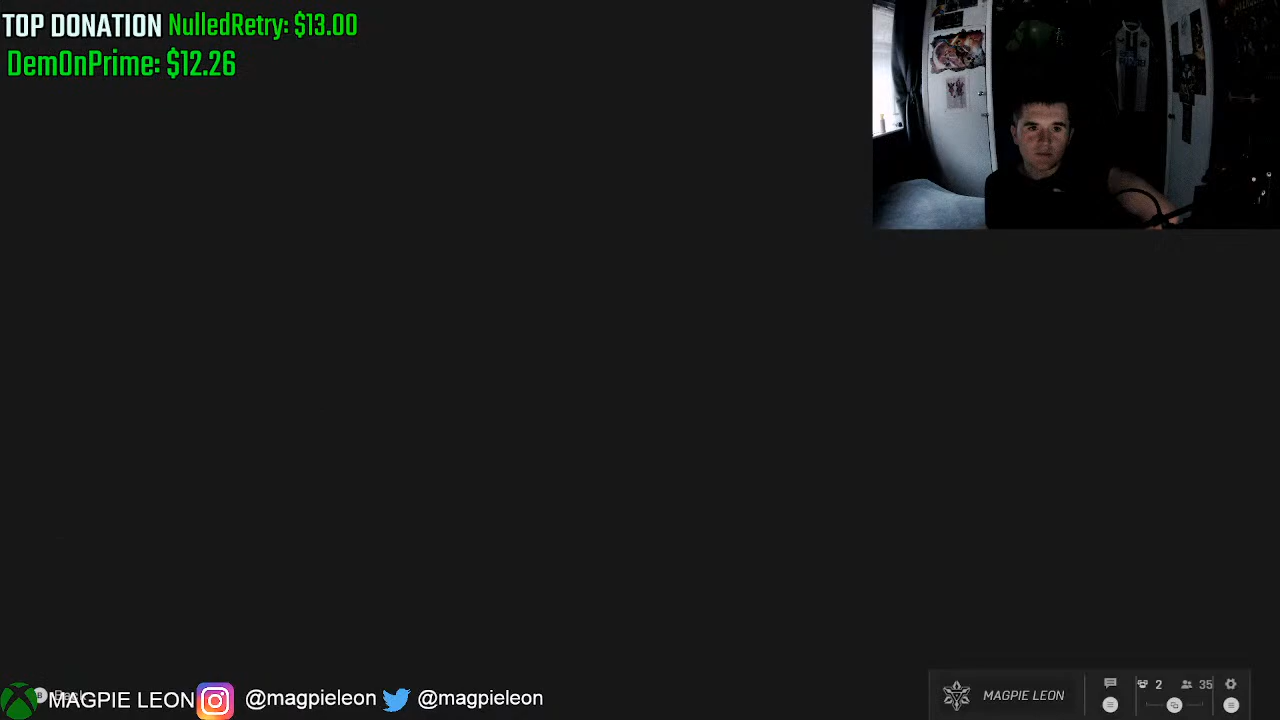 TOP DONATION NulledRetry: $13.00
DemOnPrime: $12.26
MAGPIE LEON @magpieleon @magpieleon
MAGPIE LEON 2 35